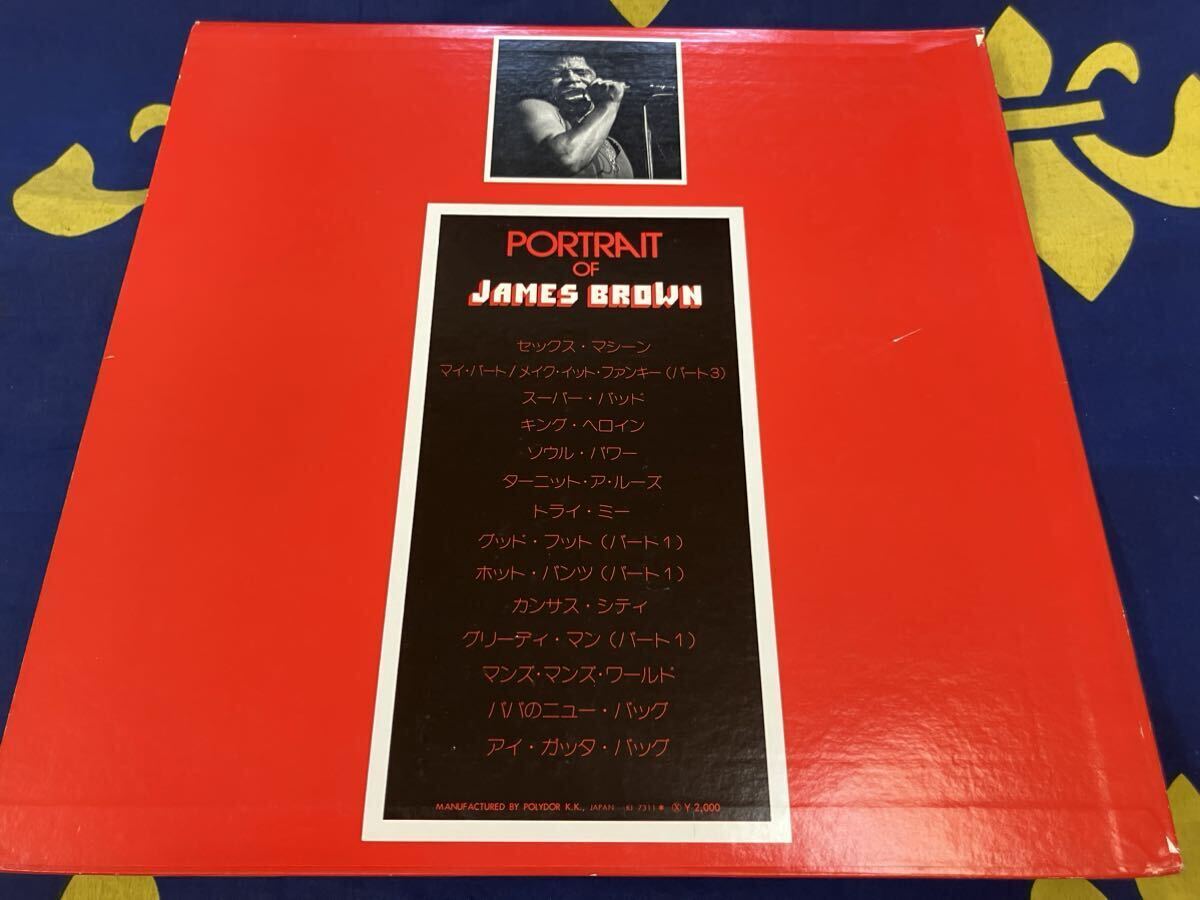 PORTRAIT
OF
JAMES BROWN
セックス・マシーン
マイ・パート/メイク・イット・ファンキー(パート3)
スーパー・バッド
キング・ヘロイン
ソウル・パワー
ターニット・ア・ルーズ
トライ・ミー
グッド・フット(パート1)
ホット・パンツ(パート1)
カンサス・シティ
グリーディ・マン(パート1)
マンズ・マンズ・ワールド
パパのニュー・バッグ
アイ・ガッタ・バッグ
MANUFACTURED BY POLYDOR K.K., JAPAN KI 7311* Ⓧ ¥2,000